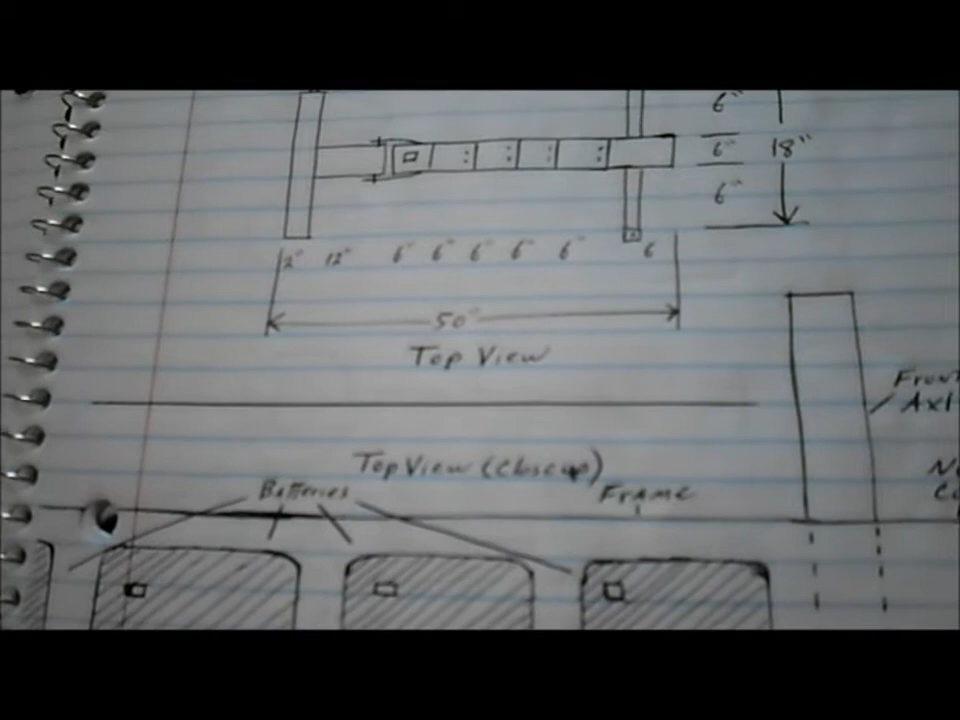 6"
6" 18"
6"
2" 12" 6" 6" 6" 6" 6" 6
50"
Top View
Front
Top View (Closeup)
Batteries
FRAME